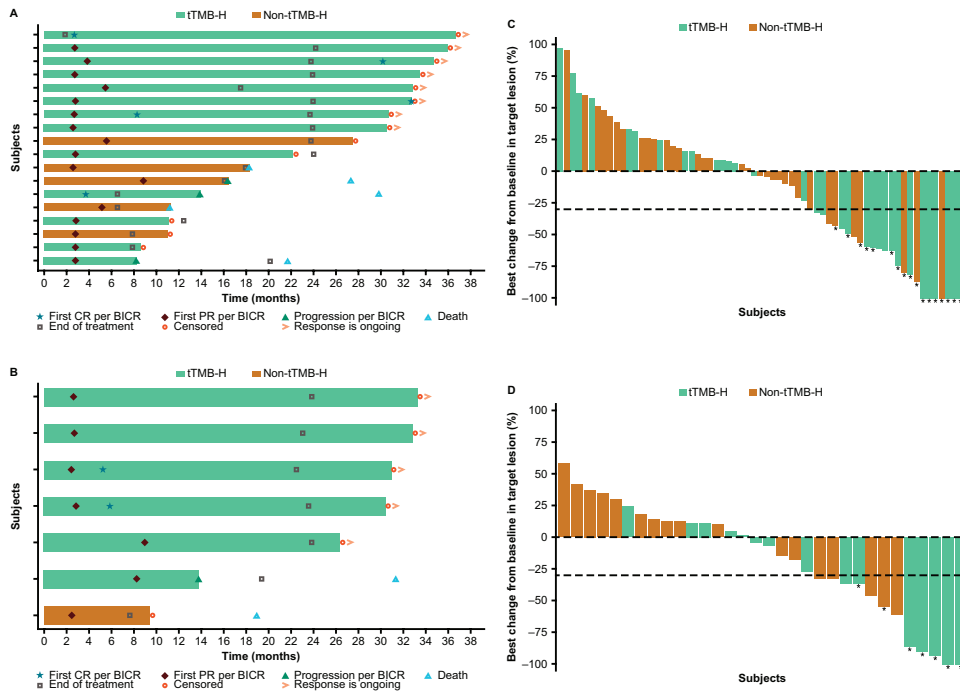 A
tTMB-H Non-tTMB-H
Subjects
0 2 4 6 8 10 12 14 16 18 20 22 24 26 28 30 32 34 36 38
Time (months)
First CR per BICR First PR per BICR Progression per BICR Death
End of treatment Censored Response is ongoing
B
tTMB-H Non-tTMB-H
Subjects
0 2 4 6 8 10 12 14 16 18 20 22 24 26 28 30 32 34 36 38
Time (months)
First CR per BICR First PR per BICR Progression per BICR Death
End of treatment Censored Response is ongoing
C
tTMB-H Non-tTMB-H
Best change from baseline in target lesion (%)
100
75
50
25
0
−25
−50
−75
−100
* * * * * * * * * * * * * * * * *
Subjects
D
tTMB-H Non-tTMB-H
Best change from baseline in target lesion (%)
100
75
50
25
0
−25
−50
−75
−100
* * * * * * *
Subjects